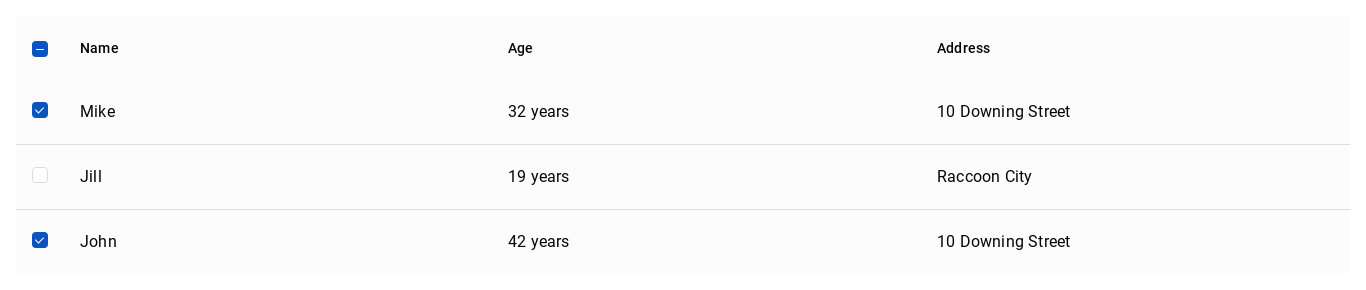 Name Age Address
Mike 32 years 10 Downing Street
Jill 19 years Raccoon City
John 42 years 10 Downing Street